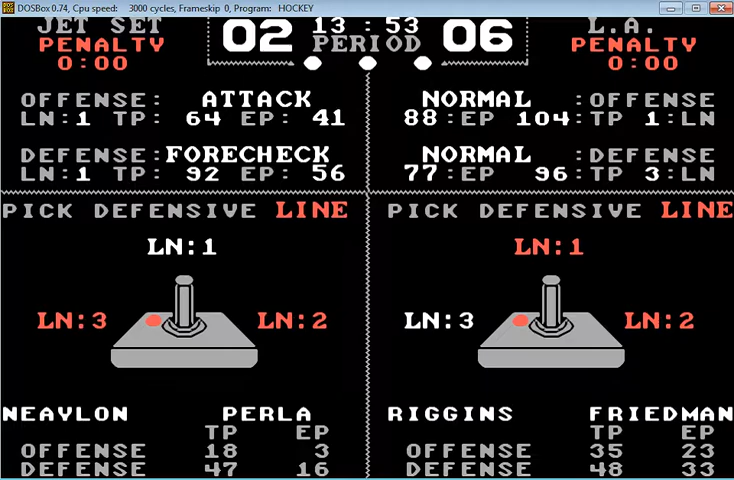 DOSBox 0.74, Cpu speed: 3000 cycles, Frameskip 0, Program: HOCKEY
JET SET 02 13:53 06 L.A.
PENALTY PERIOD PENALTY
0:00 0:00
OFFENSE: ATTACK NORMAL :OFFENSE
LN:1 TP: 64 EP: 41 88:EP 104:TP 1:LN
DEFENSE:FORECHECK NORMAL :DEFENSE
LN:1 TP: 92 EP: 56 77:EP 96:TP 3:LN
PICK DEFENSIVE LINE PICK DEFENSIVE LINE
LN:1 LN:1
LN:3 LN:2 LN:3 LN:2
NEAYLON PERLA RIGGINS FRIEDMAN
TP EP TP EP
OFFENSE 18 3 OFFENSE 35 23
DEFENSE 47 16 DEFENSE 48 33